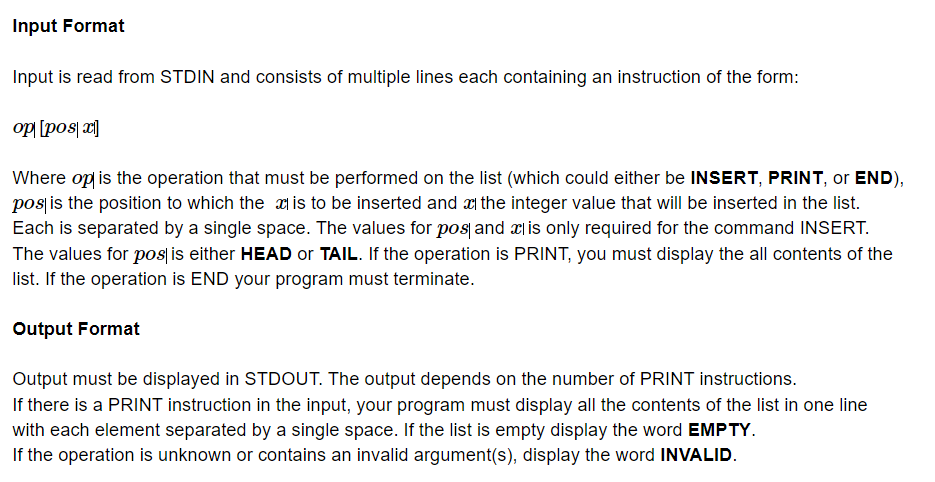 Input Format
Input is read from STDIN and consists of multiple lines each containing an instruction of the form:
op| [pos| x|]
Where op| is the operation that must be performed on the list (which could either be INSERT, PRINT, or END),
pos| is the position to which the x| is to be inserted and x| the integer value that will be inserted in the list.
Each is separated by a single space. The values for pos| and x| is only required for the command INSERT.
The values for pos| is either HEAD or TAIL. If the operation is PRINT, you must display the all contents of the
list. If the operation is END your program must terminate.
Output Format
Output must be displayed in STDOUT. The output depends on the number of PRINT instructions.
If there is a PRINT instruction in the input, your program must display all the contents of the list in one line
with each element separated by a single space. If the list is empty display the word EMPTY.
If the operation is unknown or contains an invalid argument(s), display the word INVALID.